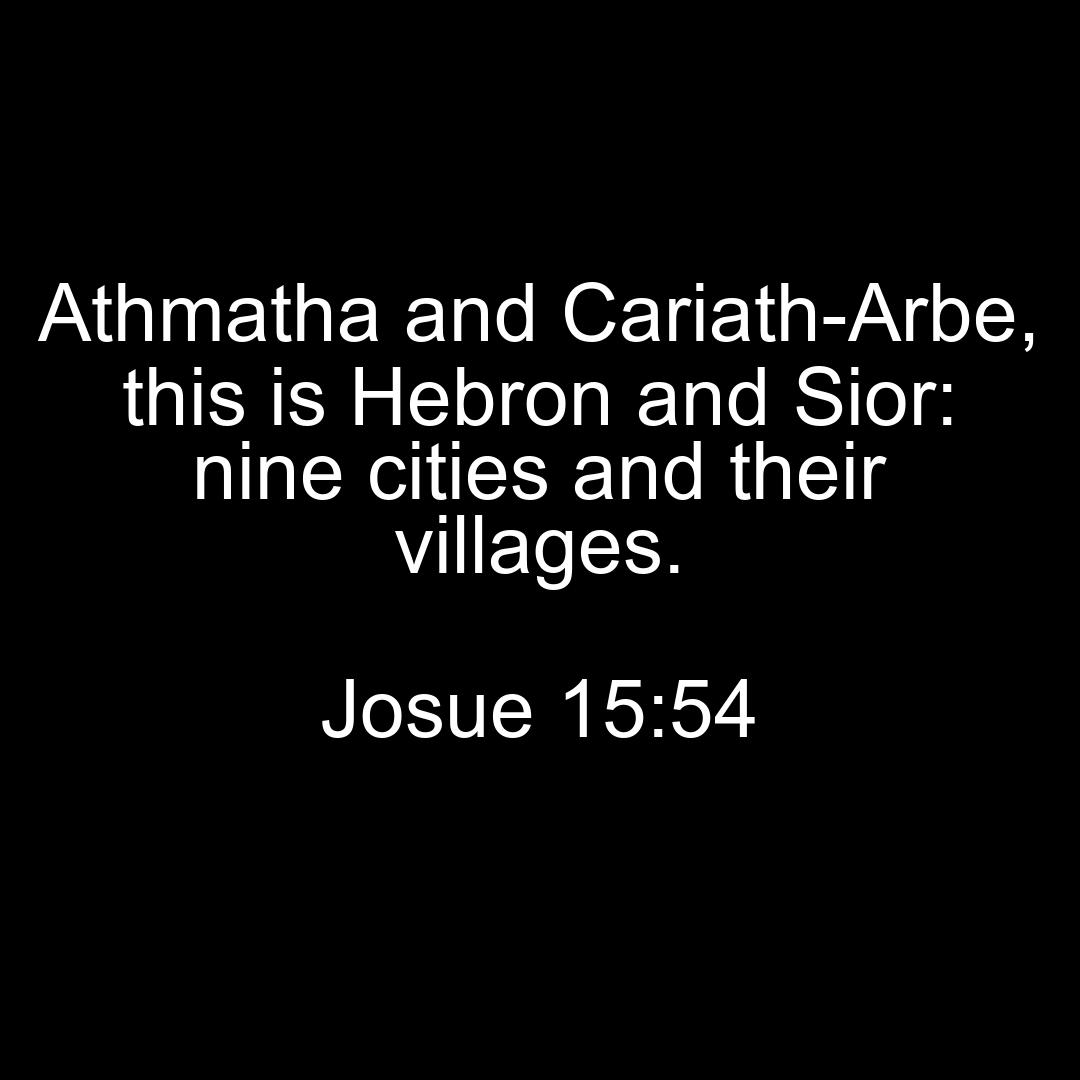 Athmatha and Cariath-Arbe,
this is Hebron and Sior:
nine cities and their
villages.
Josue 15:54